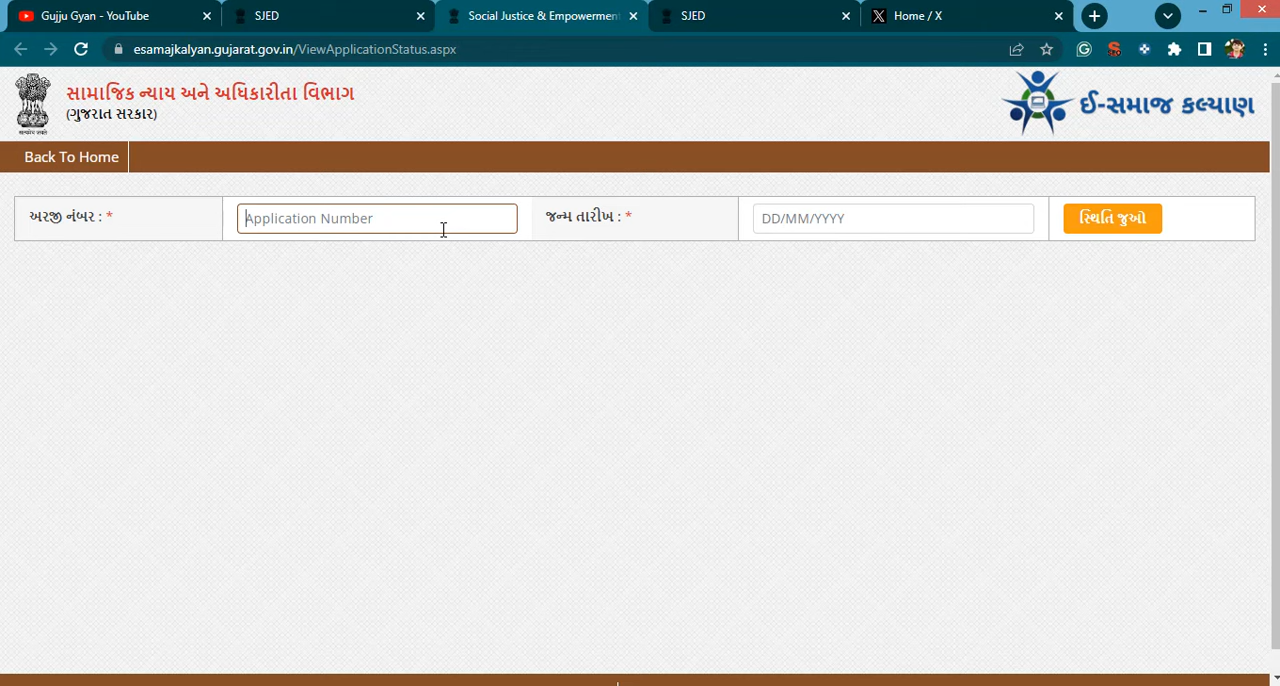 Gujju Gyan - YouTube
SJED
Social Justice & Empowermen
SJED
Home / X
esamajkalyan.gujarat.gov.in/ViewApplicationStatus.aspx
સામાજિક ન્યાય અને અધિકારીતા વિભાગ
(ગુજરાત સરકાર)
ઈ-સમાજ કલ્યાણ
Back To Home
અરજી નંબર : *
Application Number
જન્મ તારીખ : *
DD/MM/YYYY
સ્થિતિ જુઓ